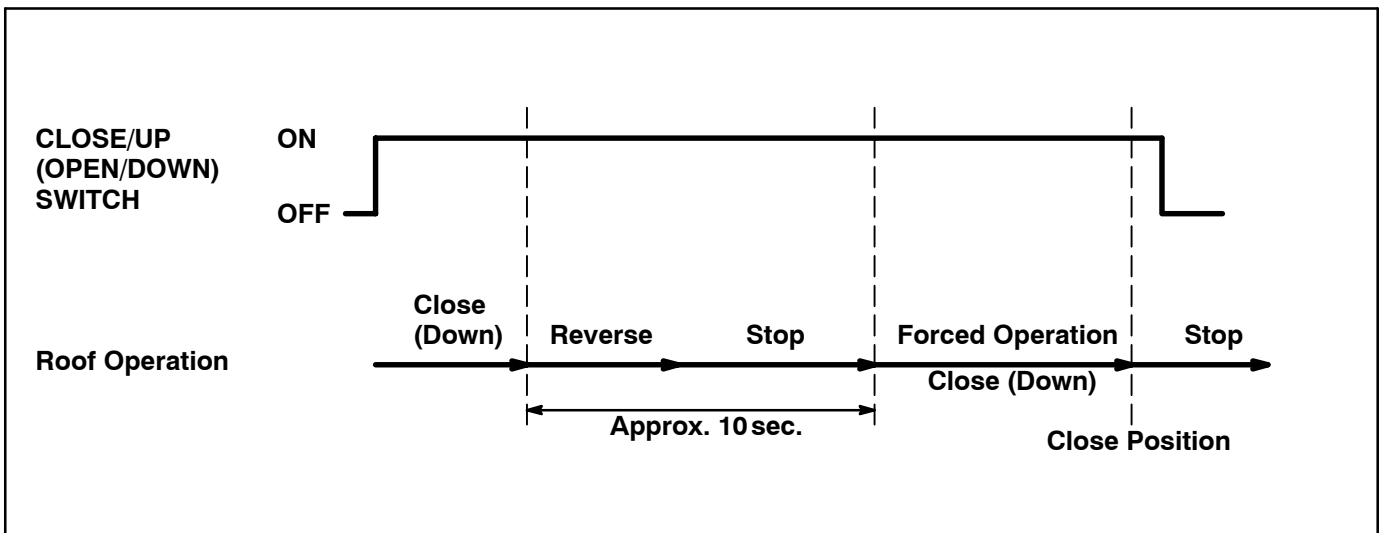 CLOSE/UP
(OPEN/DOWN)
SWITCH
ON
OFF
Roof Operation
Close
(Down)
Reverse
Stop
Forced Operation
Close (Down)
Stop
Approx. 10 sec.
Close Position